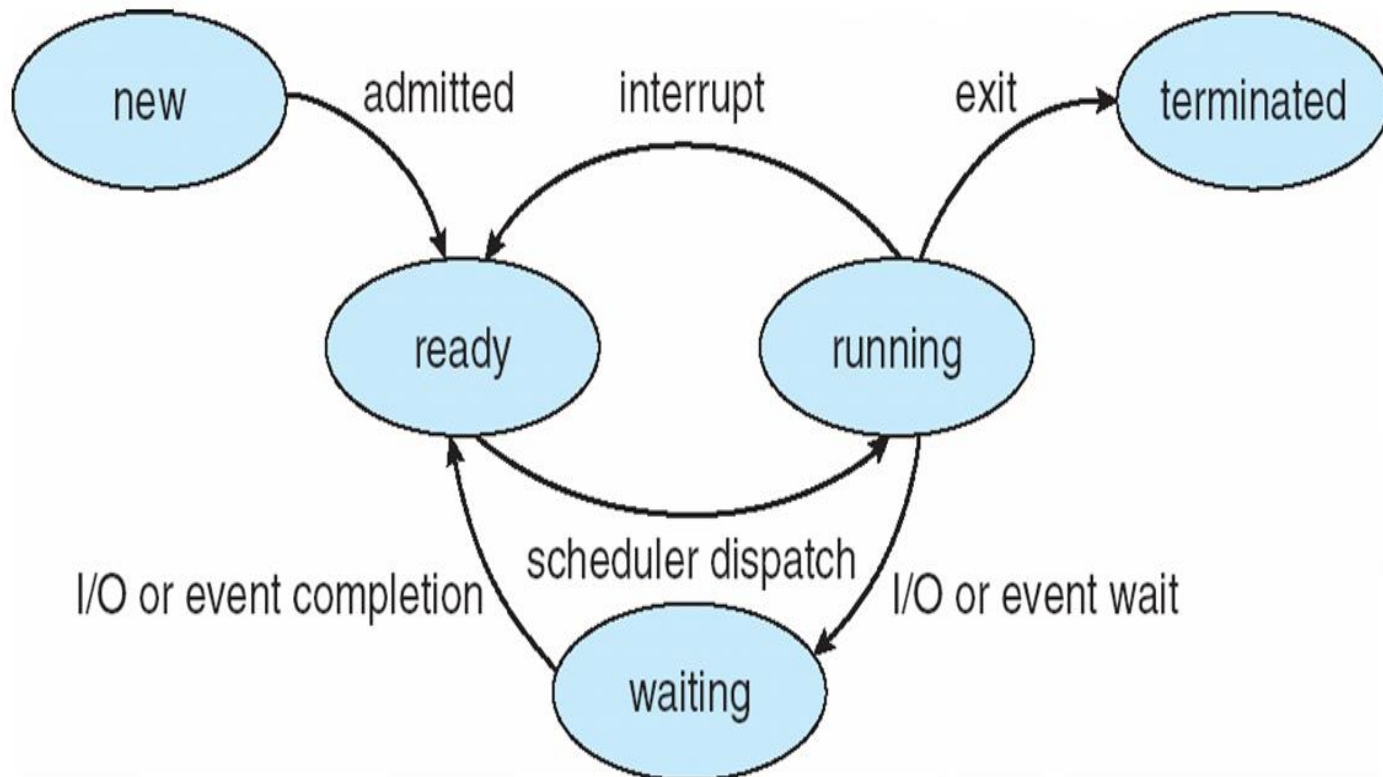 new
admitted
interrupt
exit
terminated
ready
running
scheduler dispatch
I/O or event completion
I/O or event wait
waiting